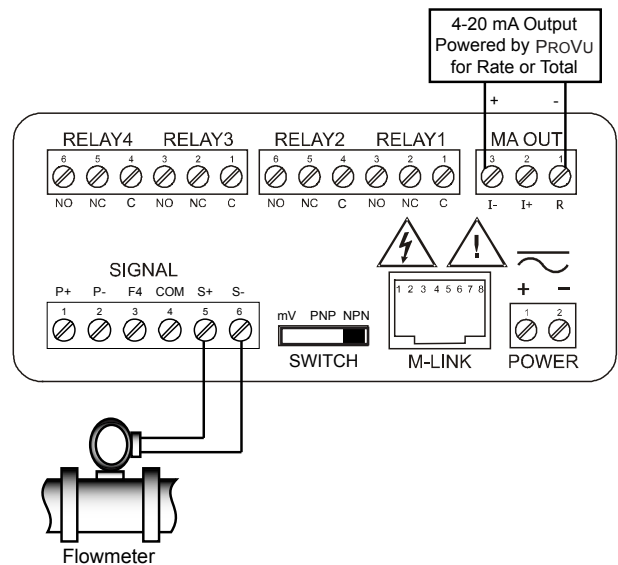 4-20 mA Output
Powered by PROVU
for Rate or Total
+ -
RELAY4 RELAY3 RELAY2 RELAY1 MA OUT
6 5 4 3 2 1 6 5 4 3 2 1 3 2 1
NO NC C NO NC C NO NC C NO NC C I- I+ R
SIGNAL
P+ P- F4 COM S+ S-
1 2 3 4 5 6
mV PNP NPN
SWITCH
!
1 2 3 4 5 6 7 8
M-LINK
+ -
1 2
POWER
Flowmeter